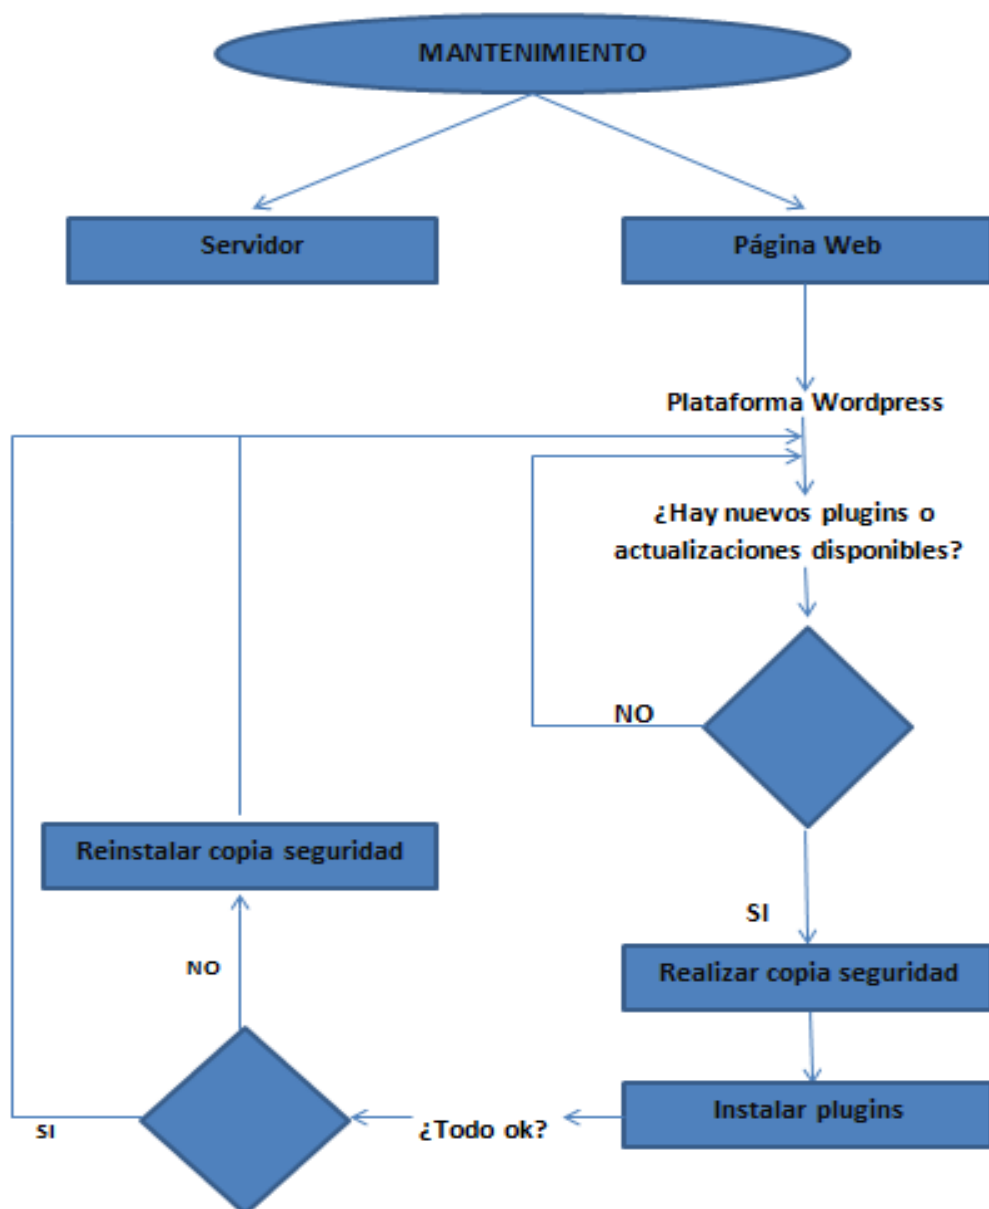 MANTENIMIENTO
Servidor
Página Web
Plataforma Wordpress
¿Hay nuevos plugins o
actualizaciones disponibles?
NO
SI
Realizar copia seguridad
Instalar plugins
¿Todo ok?
NO
Reinstalar copia seguridad
SI